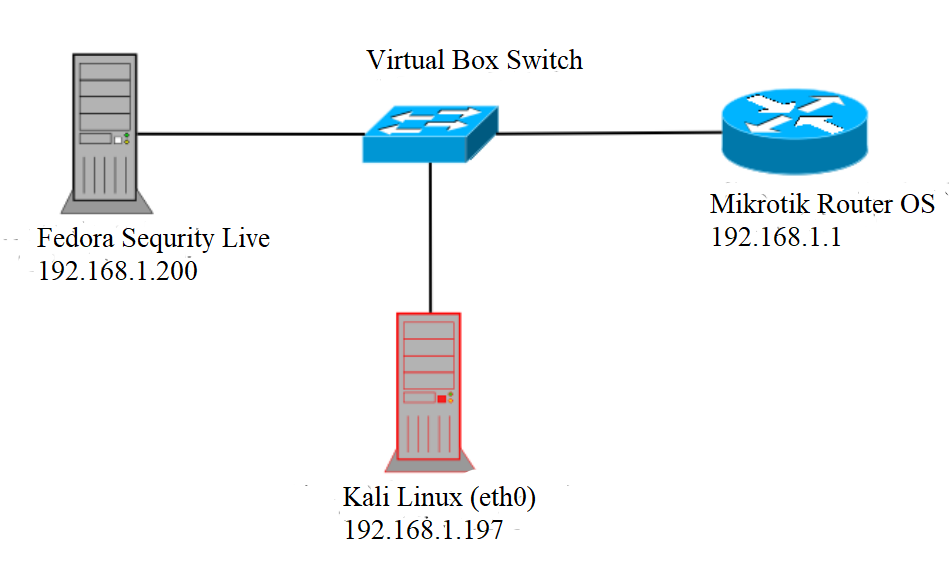 Virtual Box Switch
Mikrotik Router OS
192.168.1.1
Fedora Sequrity Live
192.168.1.200
Kali Linux (eth0)
192.168.1.197